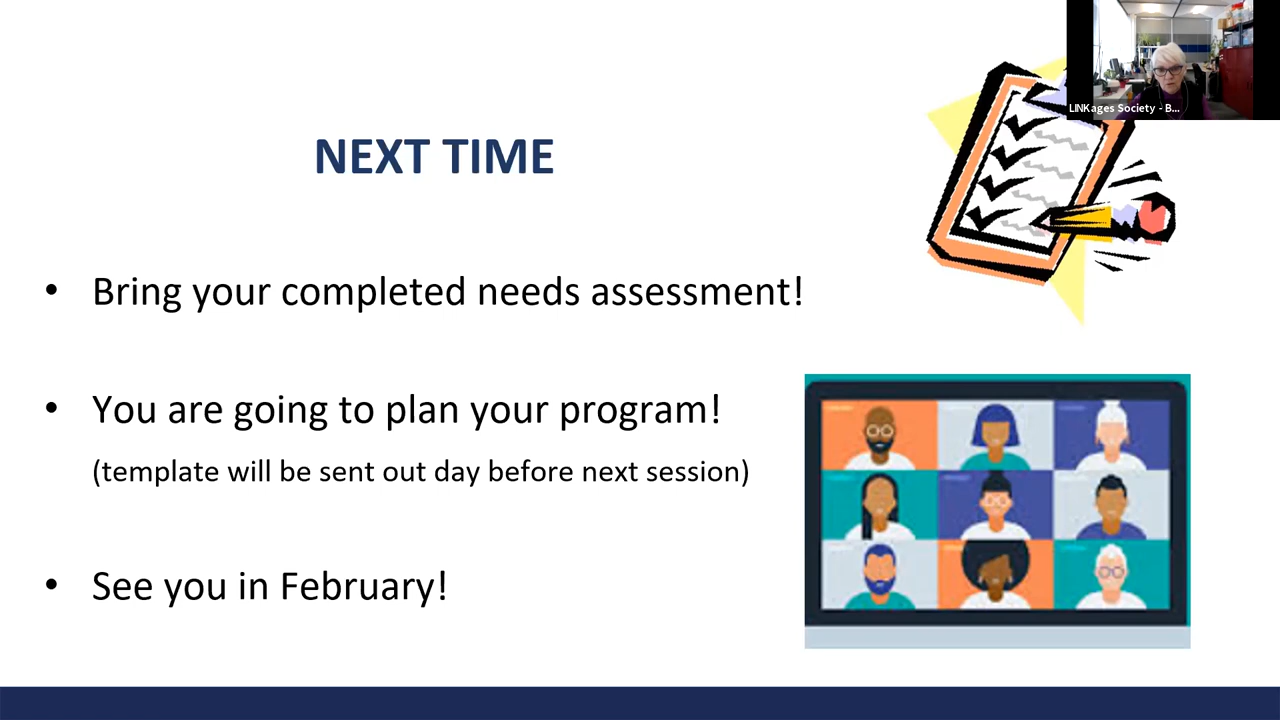 LINKages Society - B...
NEXT TIME
• Bring your completed needs assessment!
• You are going to plan your program!
(template will be sent out day before next session)
• See you in February!